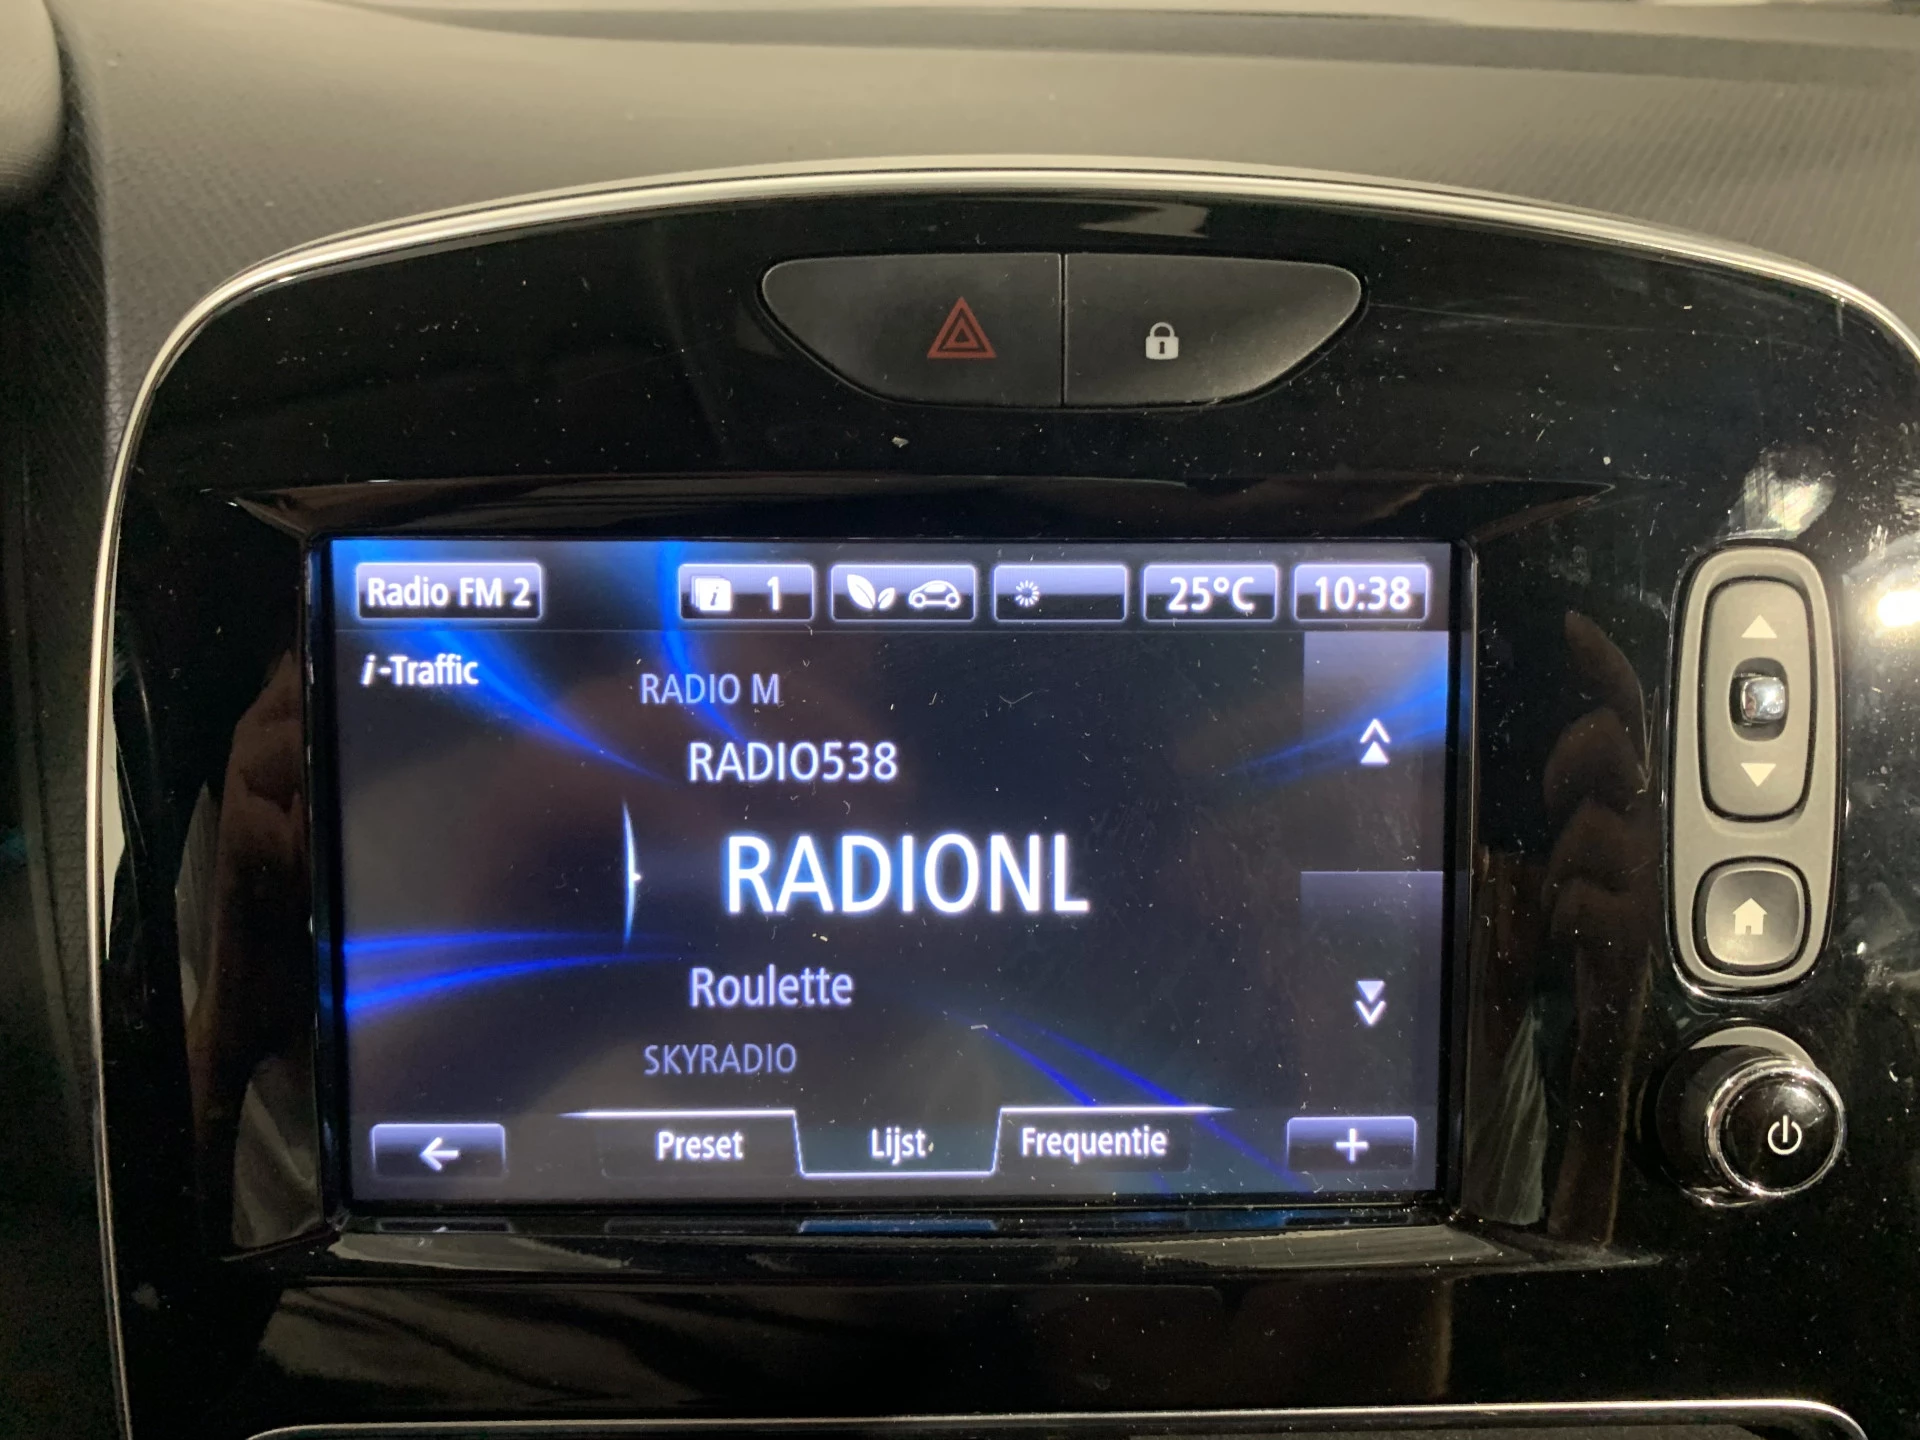 Radio FM 2
i 1
25°C
10:38
i-Traffic
RADIO M
RADIO538
RADIONL
Roulette
SKYRADIO
Preset
Lijst
Frequentie
+